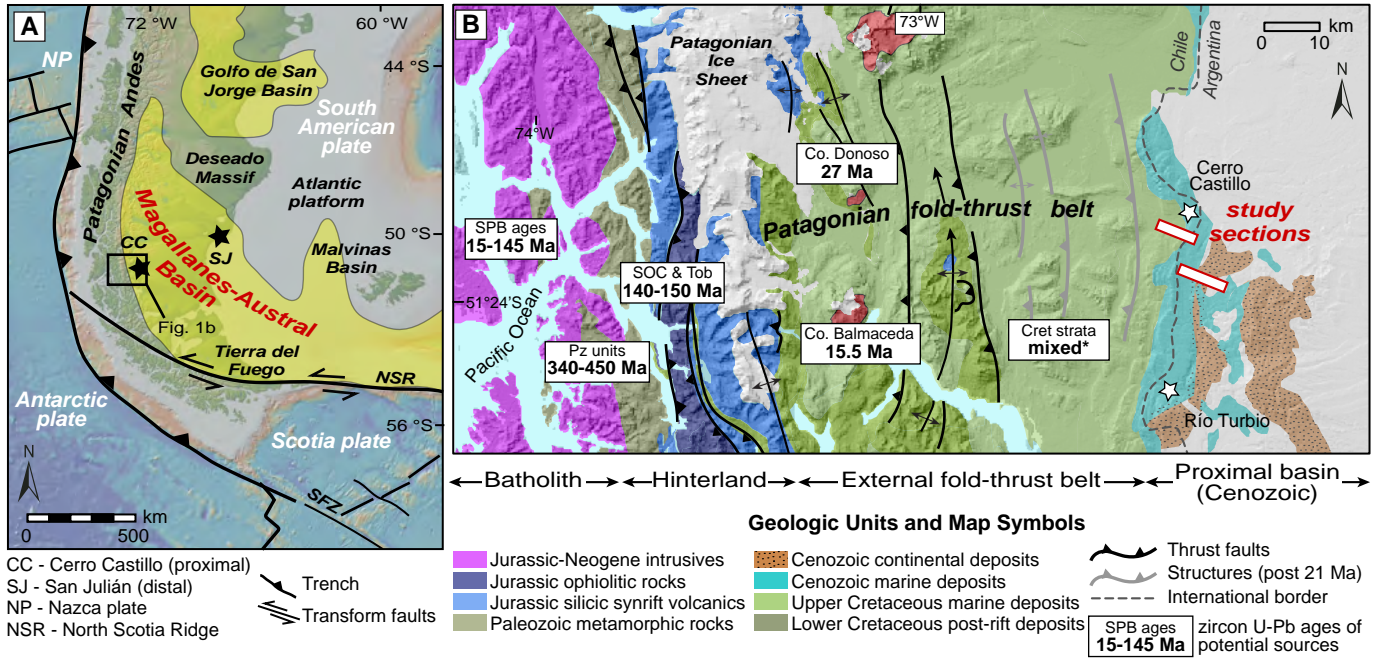 A
72 °W
60 °W
NP
44 °S
Golfo de San
Jorge Basin
South
American
plate
Patagonian Andes
Deseado
Massif
Atlantic
platform
50 °S
CC
SJ
Magallanes-Austral
Basin
Malvinas
Basin
Fig. 1b
Tierra del
Fuego
NSR
Antarctic
plate
56 °S
Scotia plate
N
SFZ
km
0
500
CC - Cerro Castillo (proximal)
SJ - San Julián (distal)
NP - Nazca plate
NSR - North Scotia Ridge
Trench
Transform faults
B
Patagonian
Ice
Sheet
73°W
km
0
10
Chile
Argentina
N
74°W
Co. Donoso
27 Ma
Cerro
Castillo
Patagonian fold-thrust belt
study
sections
SPB ages
15-145 Ma
SOC & Tob
140-150 Ma
51°24'S
Pacific Ocean
Co. Balmaceda
15.5 Ma
Cret strata
mixed*
Pz units
340-450 Ma
Río Turbio
Batholith
Hinterland
External fold-thrust belt
Proximal basin
(Cenozoic)
Geologic Units and Map Symbols
Jurassic-Neogene intrusives
Jurassic ophiolitic rocks
Jurassic silicic synrift volcanics
Paleozoic metamorphic rocks
Cenozoic continental deposits
Cenozoic marine deposits
Upper Cretaceous marine deposits
Lower Cretaceous post-rift deposits
Thrust faults
Structures (post 21 Ma)
International border
SPB ages
15-145 Ma
zircon U-Pb ages of
potential sources